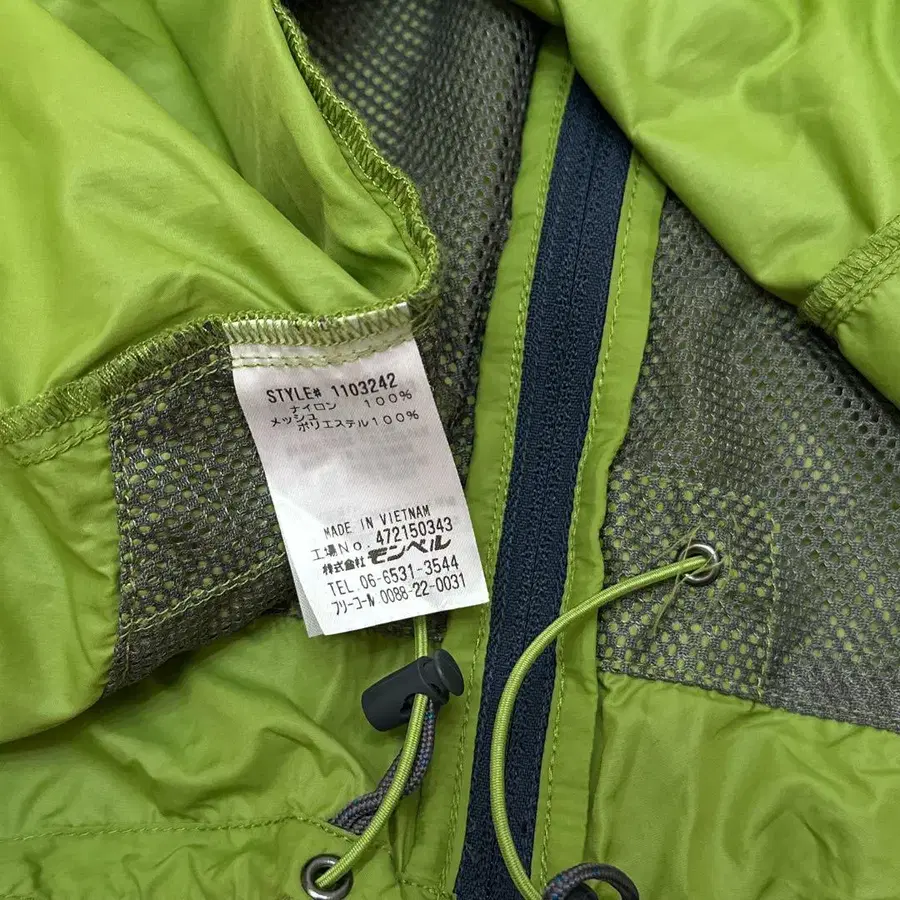 STYLE# 1103242
ナイロン 100%
メッシュ
ポリエステル100%
MADE IN VIETNAM
工場No. 472150343
株式会社 モンベル
TEL. 06-6531-3544
フリーコール 0088-22-0031